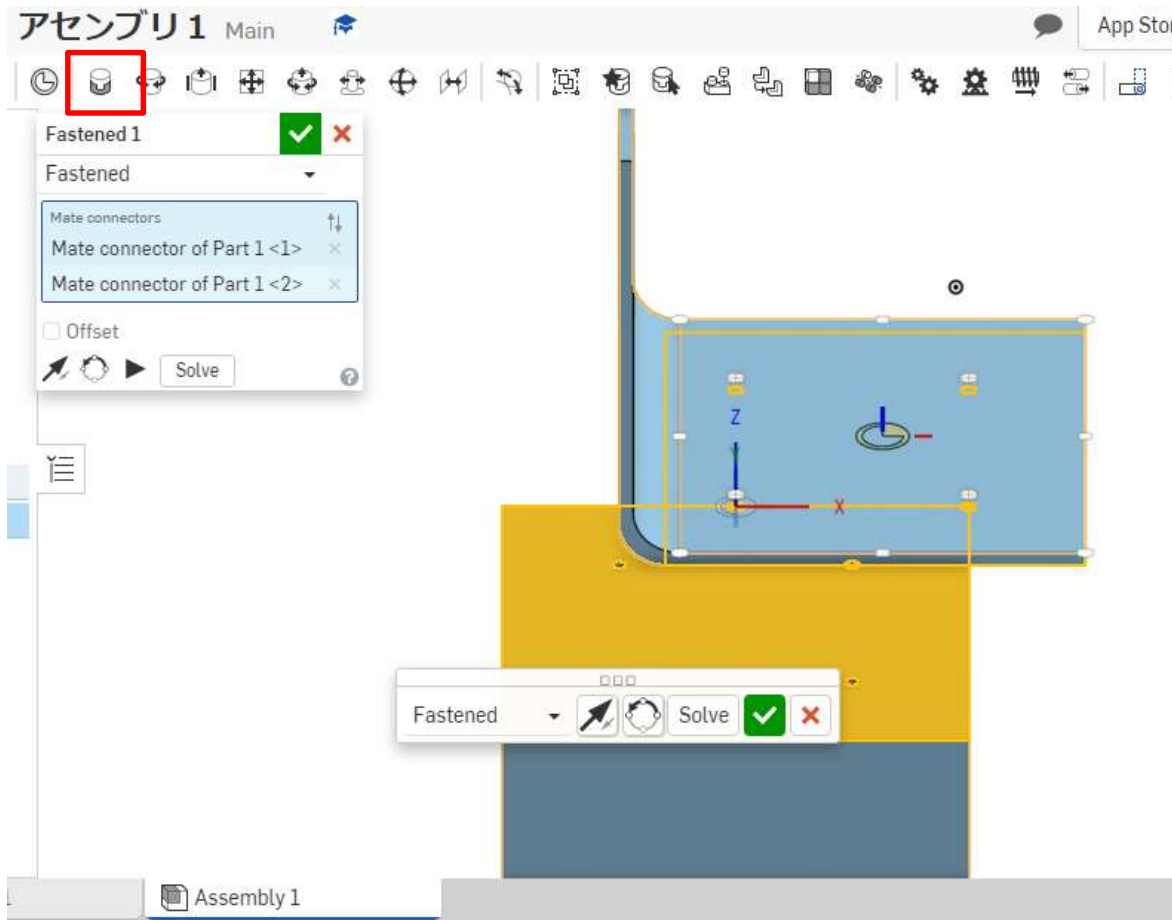 アセンブリ 1 Main
App Stor
Fastened 1
Fastened
Mate connectors
Mate connector of Part 1 <1>
Mate connector of Part 1 <2>
Offset
Solve
Z
X
Fastened
Solve
Assembly 1